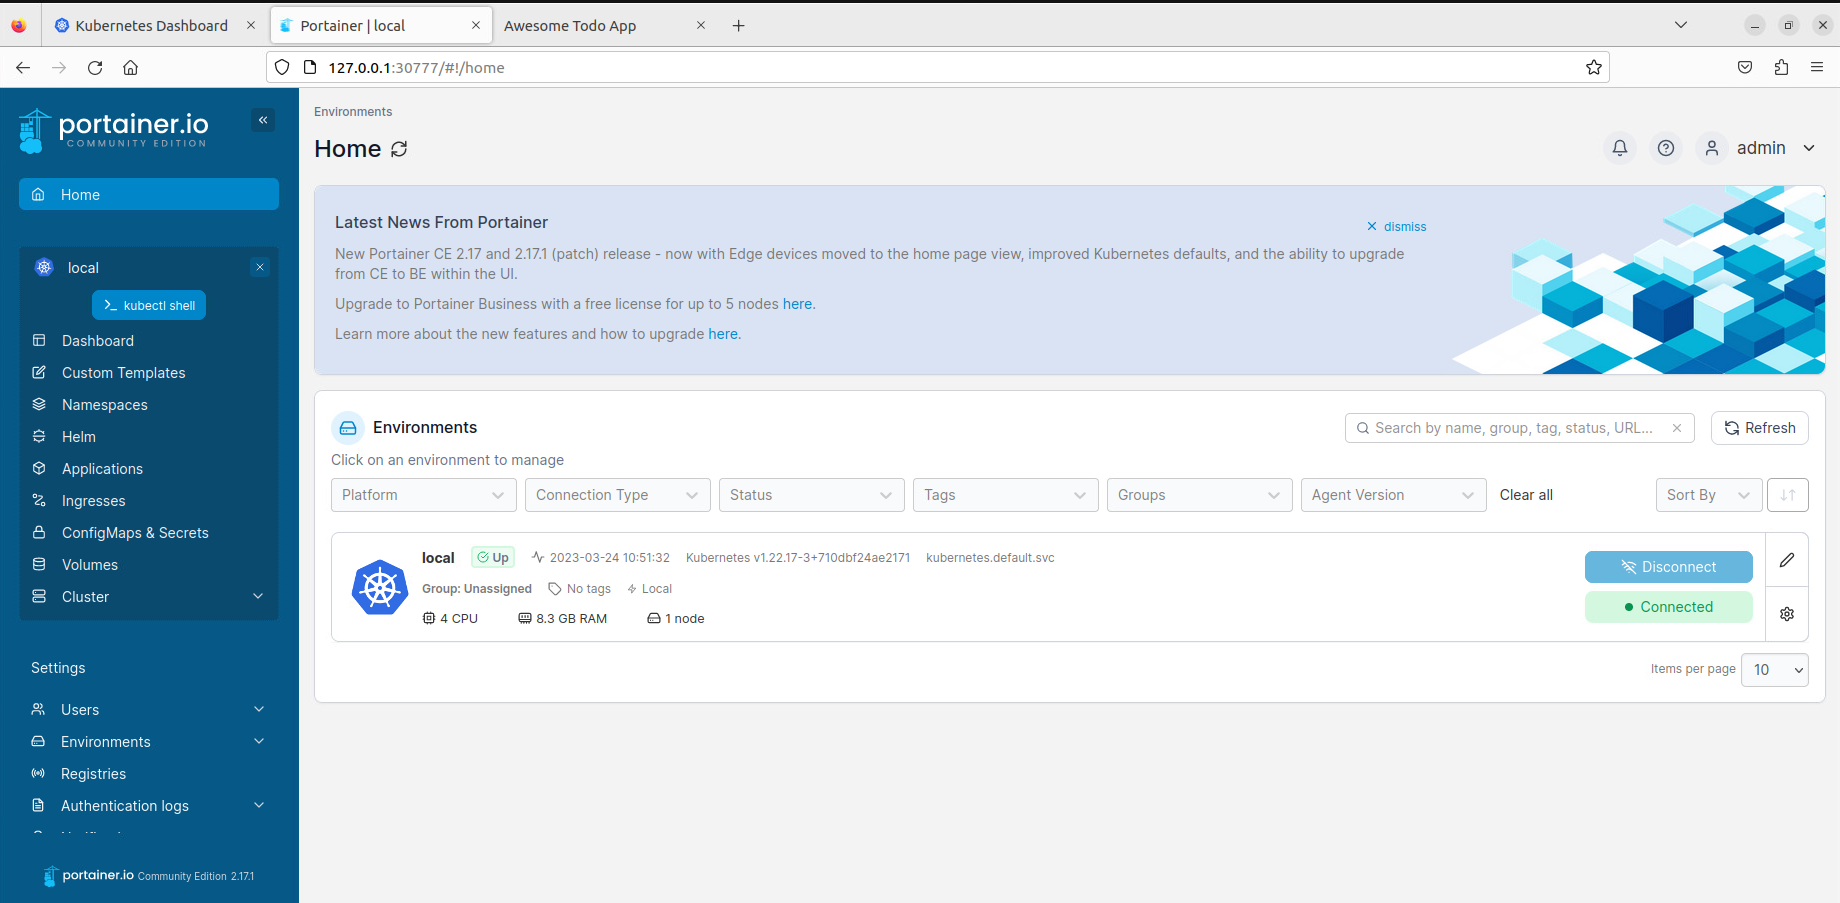 Kubernetes Dashboard
Portainer | local
Awesome Todo App
127.0.0.1:30777/#!/home
portainer.io
COMMUNITY EDITION
Home
local
kubectl shell
Dashboard
Custom Templates
Namespaces
Helm
Applications
Ingresses
ConfigMaps & Secrets
Volumes
Cluster
Settings
Users
Environments
Registries
Authentication logs
portainer.io Community Edition 2.17.1
Environments
Home
admin
Latest News From Portainer
dismiss
New Portainer CE 2.17 and 2.17.1 (patch) release - now with Edge devices moved to the home page view, improved Kubernetes defaults, and the ability to upgrade
from CE to BE within the UI.
Upgrade to Portainer Business with a free license for up to 5 nodes here.
Learn more about the new features and how to upgrade here.
Environments
Search by name, group, tag, status, URL...
Refresh
Click on an environment to manage
Platform
Connection Type
Status
Tags
Groups
Agent Version
Clear all
Sort By
local Up 2023-03-24 10:51:32 Kubernetes v1.22.17-3+710dbf24ae2171 kubernetes.default.svc
Group: Unassigned No tags Local
4 CPU 8.3 GB RAM 1 node
Disconnect
Connected
Items per page 10